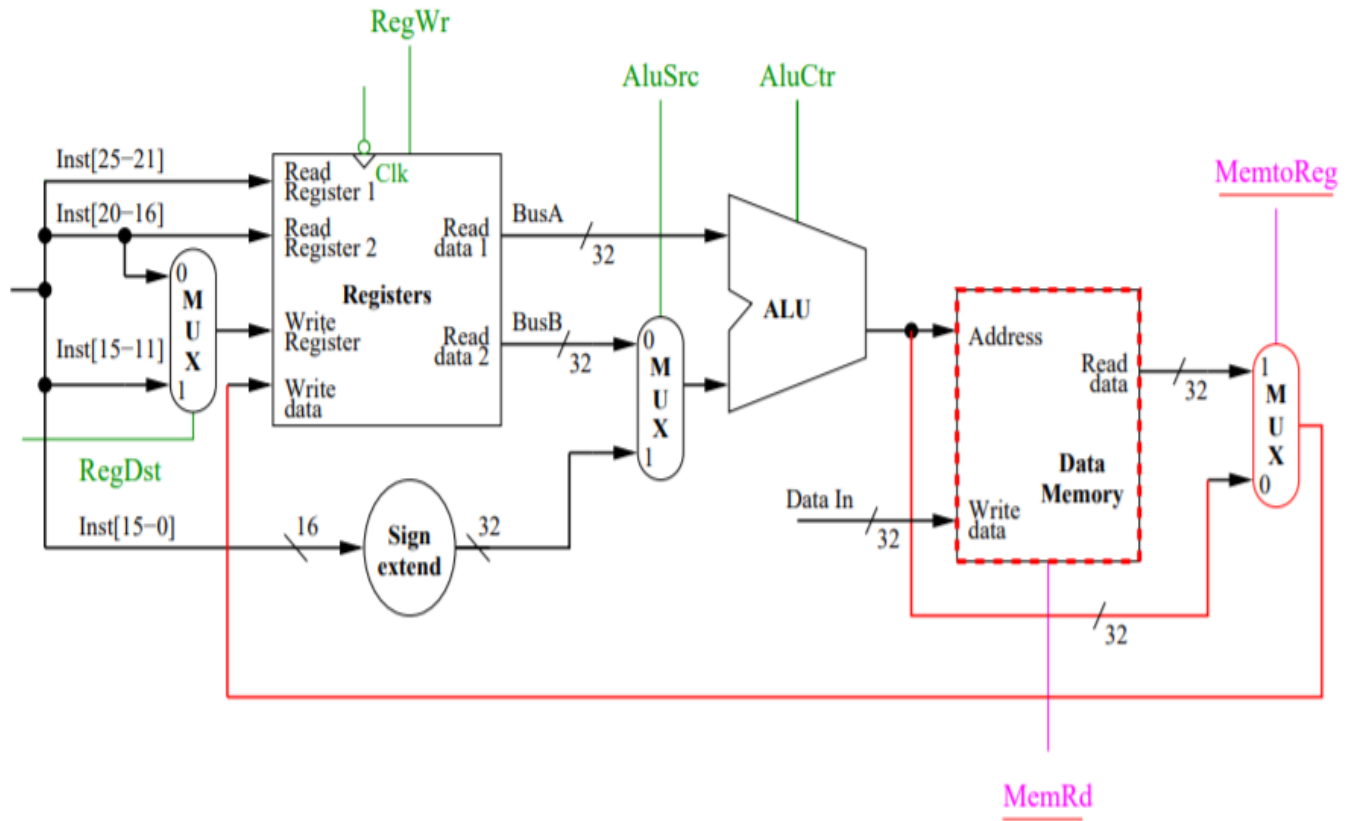 RegWr
AluSrc
AluCtr
MemtoReg
Inst[25−21]
Inst[20−16]
Inst[15−11]
Inst[15−0]
RegDst
0
M
U
X
1
Clk
Read
Register 1
Read
Register 2
Registers
Write
Register
Write
data
Read
data 1
Read
data 2
BusA
32
BusB
32
16
Sign
extend
32
0
M
U
X
1
ALU
Address
Read
data
Data
Memory
Write
data
Data In
32
32
1
M
U
X
0
32
MemRd